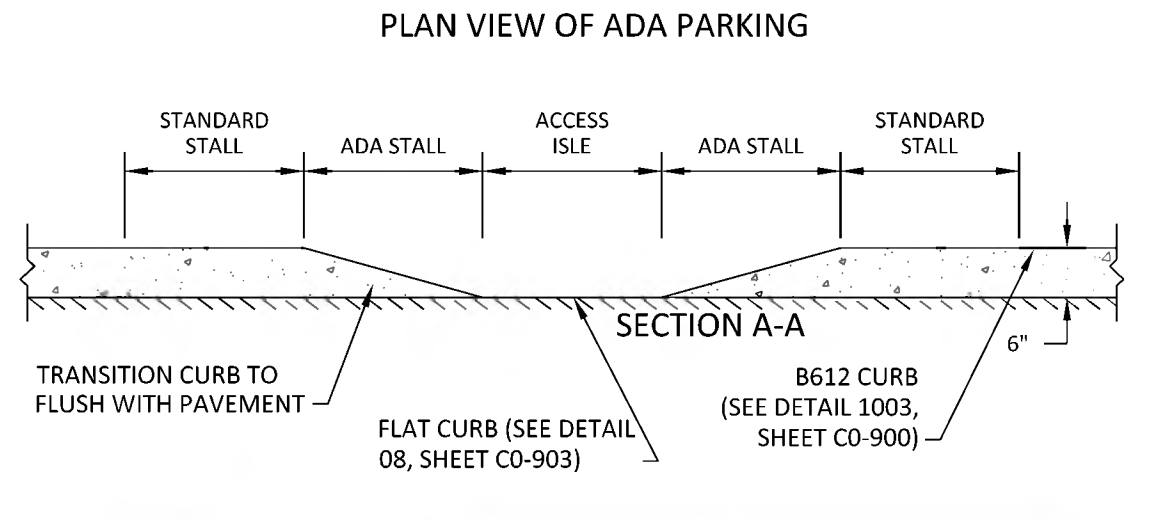 PLAN VIEW OF ADA PARKING
STANDARD
STALL
ADA STALL
ACCESS
ISLE
ADA STALL
STANDARD
STALL
SECTION A-A
6"
TRANSITION CURB TO
FLUSH WITH PAVEMENT
FLAT CURB (SEE DETAIL
08, SHEET C0-903)
B612 CURB
(SEE DETAIL 1003,
SHEET C0-900)